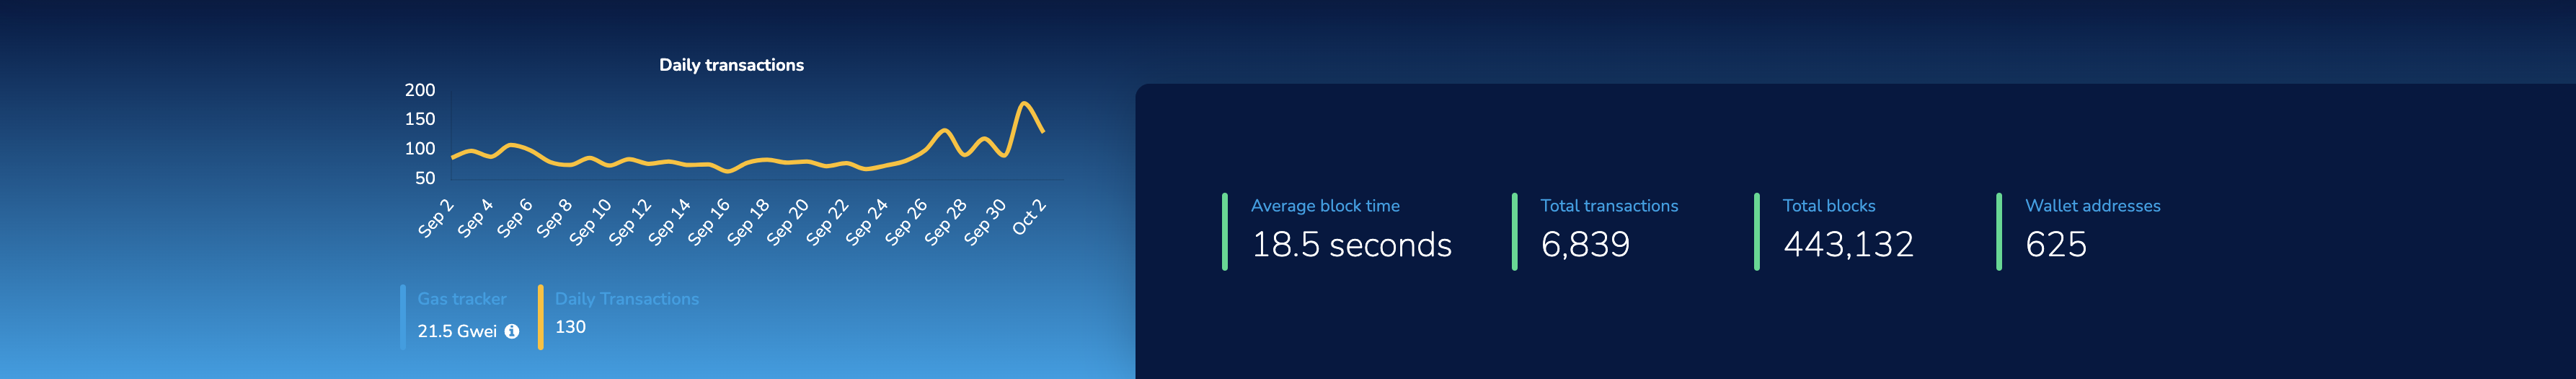 Daily transactions
200
150
100
50
Sep 2 Sep 4 Sep 6 Sep 8 Sep 10 Sep 12 Sep 14 Sep 16 Sep 18 Sep 20 Sep 22 Sep 24 Sep 26 Sep 28 Sep 30 Oct 2
Gas tracker
21.5 Gwei
Daily Transactions
130
Average block time
18.5 seconds
Total transactions
6,839
Total blocks
443,132
Wallet addresses
625